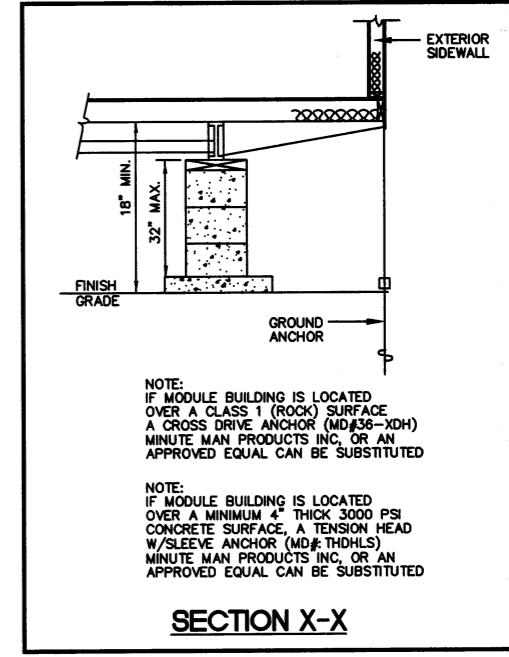 EXTERIOR
SIDEWALL
18" MIN.
32" MAX.
FINISH
GRADE
GROUND
ANCHOR
NOTE:
IF MODULE BUILDING IS LOCATED
OVER A CLASS 1 (ROCK) SURFACE
A CROSS DRIVE ANCHOR (MD#36-XDH)
MINUTE MAN PRODUCTS INC, OR AN
APPROVED EQUAL CAN BE SUBSTITUTED
NOTE:
IF MODULE BUILDING IS LOCATED
OVER A MINIMUM 4" THICK 3000 PSI
CONCRETE SURFACE, A TENSION HEAD
W/SLEEVE ANCHOR (MD#: THDHLS)
MINUTE MAN PRODUCTS INC, OR AN
APPROVED EQUAL CAN BE SUBSTITUTED
SECTION X-X